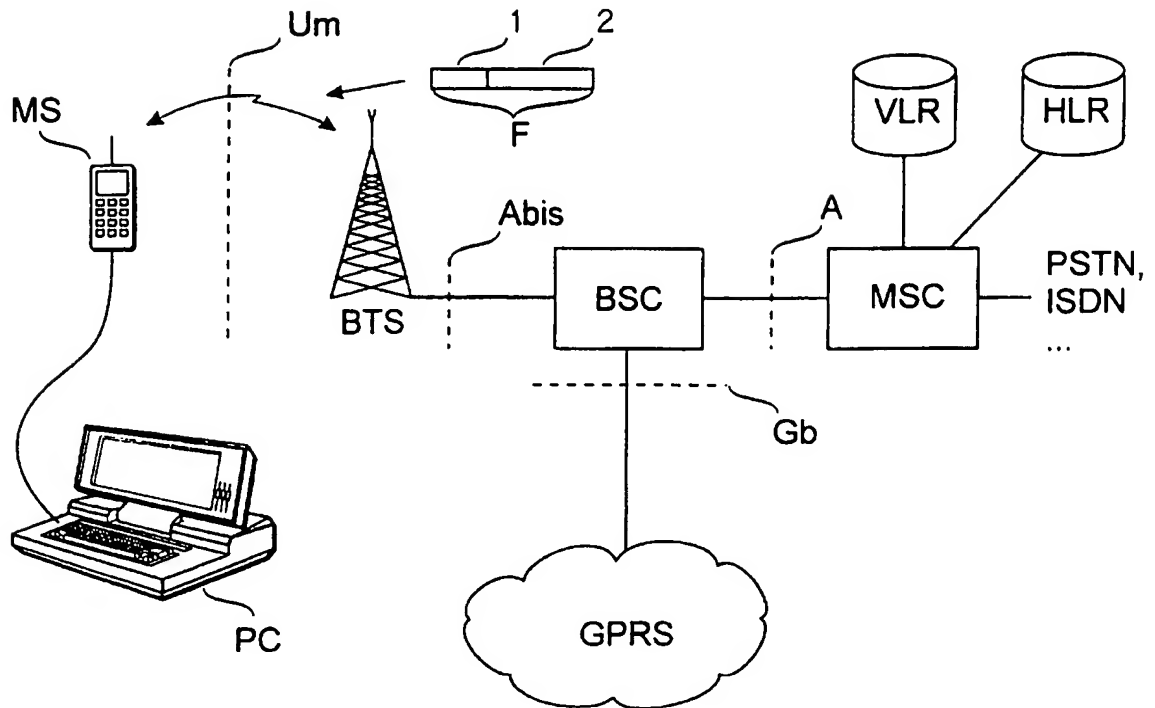 Um
1
2
MS
F
VLR
HLR
Abis
A
BTS
BSC
MSC
PSTN,
ISDN
...
Gb
PC
GPRS